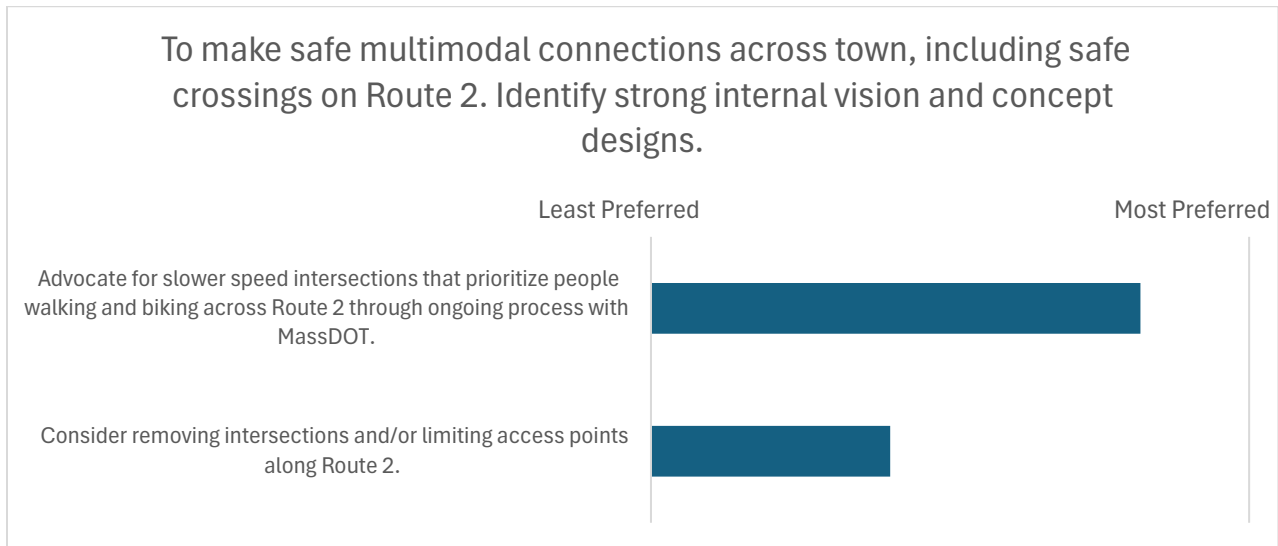 To make safe multimodal connections across town, including safe
crossings on Route 2. Identify strong internal vision and concept
designs.
Least Preferred
Most Preferred
Advocate for slower speed intersections that prioritize people
walking and biking across Route 2 through ongoing process with
MassDOT.
Consider removing intersections and/or limiting access points
along Route 2.